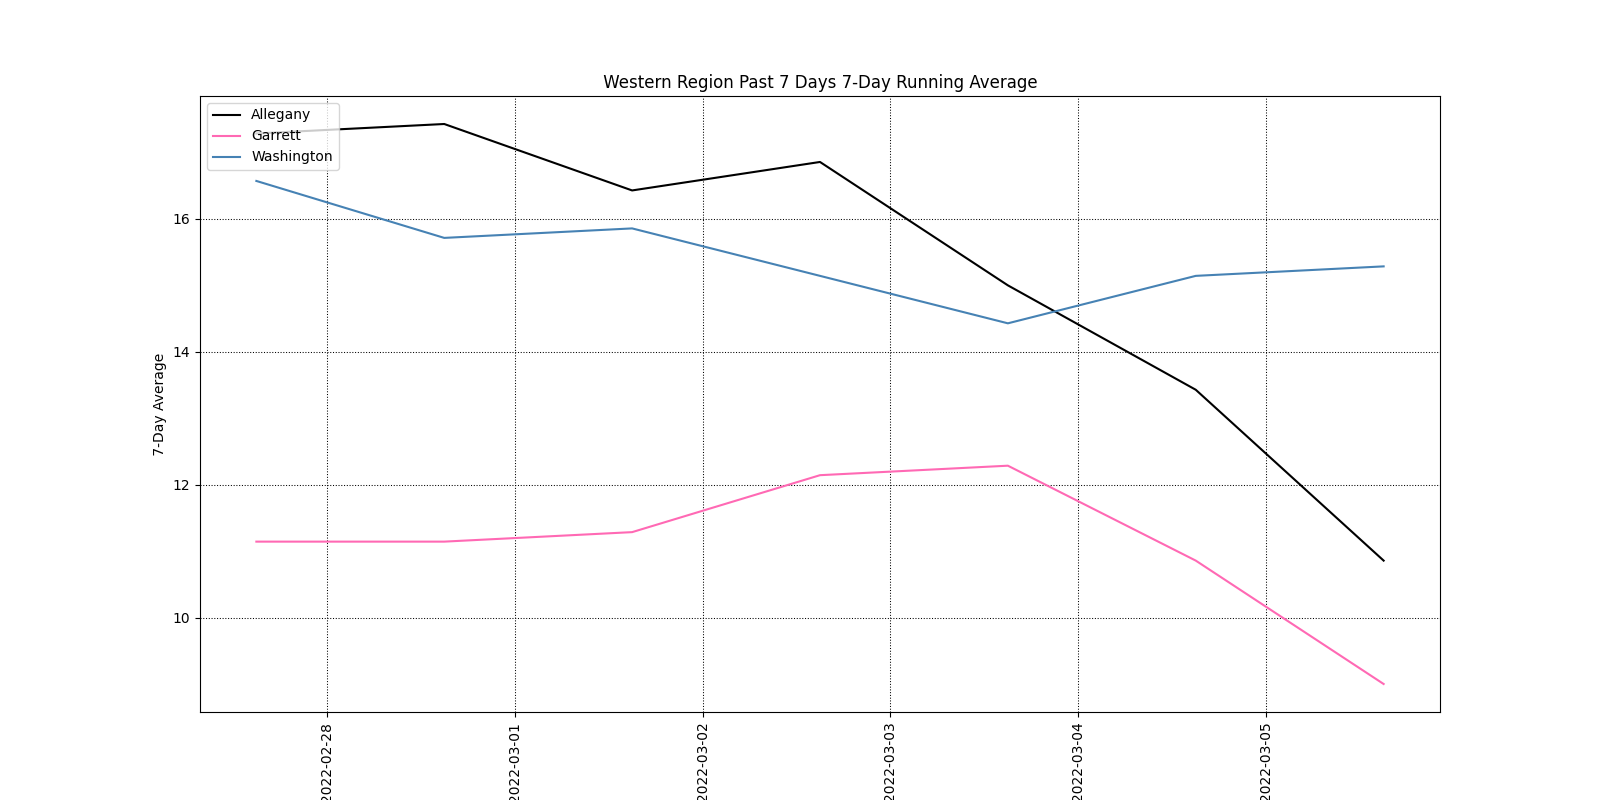 Western Region Past 7 Days 7-Day Running Average
Allegany
Garrett
Washington
7-Day Average
16
14
12
10
2022-02-28
2022-03-01
2022-03-02
2022-03-03
2022-03-04
2022-03-05